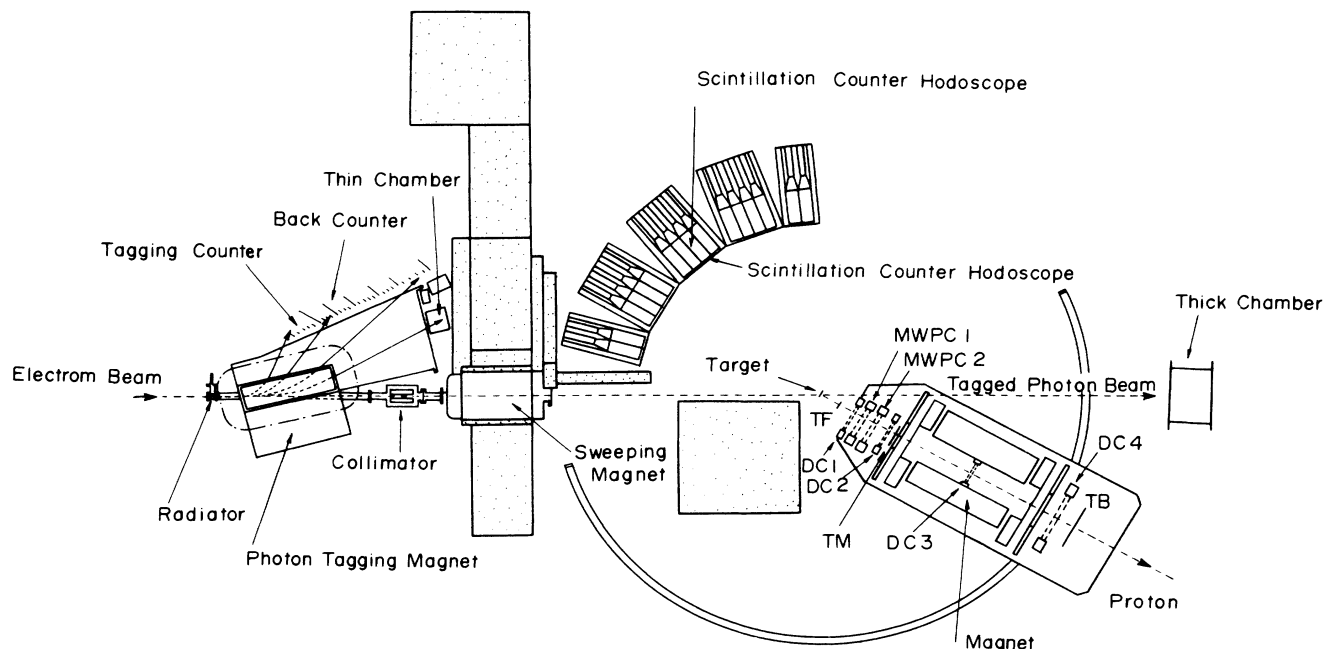 Scintillation Counter Hodoscope
Thin Chamber
Back Counter
Tagging Counter
Scintillation Counter Hodoscope
Thick Chamber
MWPC 1
MWPC 2
Target
Electrom Beam
Tagged Photon Beam
TF
DC1
DC2
DC4
Sweeping
Magnet
Collimator
TB
Radiator
TM
DC3
Photon Tagging Magnet
Proton
Magnet